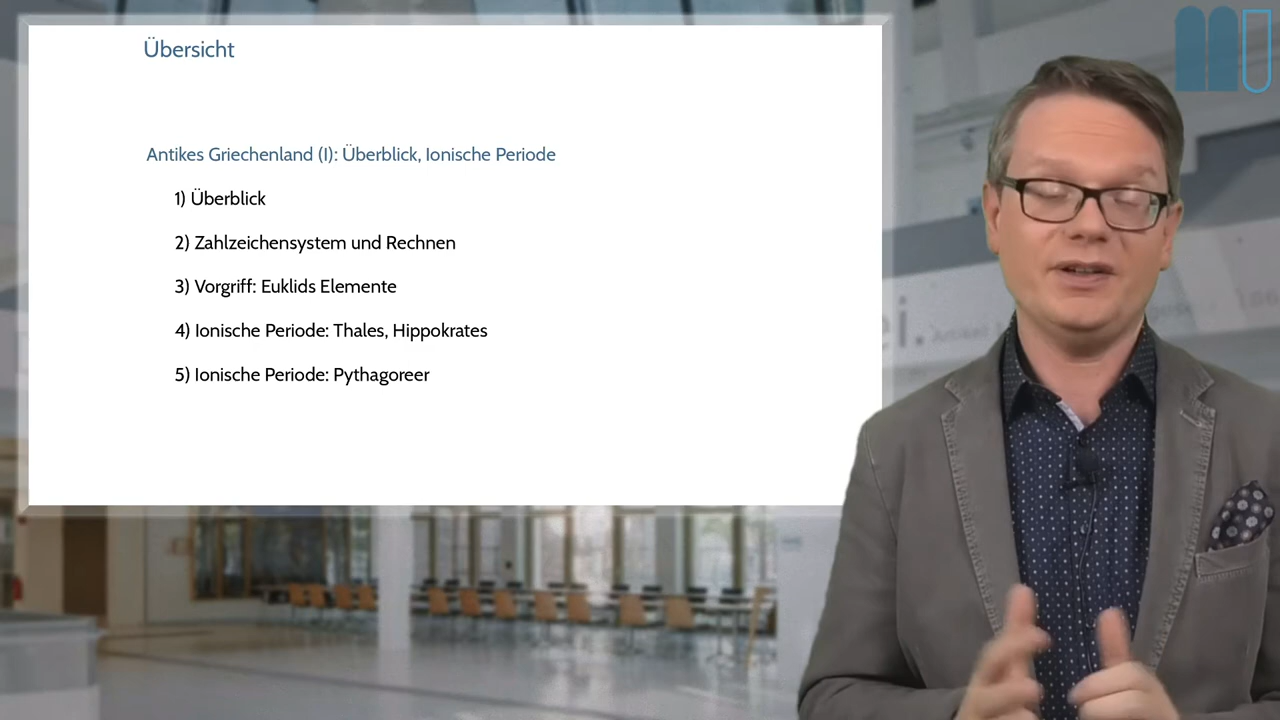 Übersicht
Antikes Griechenland (I): Überblick, Ionische Periode
1) Überblick
2) Zahlzeichensystem und Rechnen
3) Vorgriff: Euklids Elemente
4) Ionische Periode: Thales, Hippokrates
5) Ionische Periode: Pythagoreer
ei.